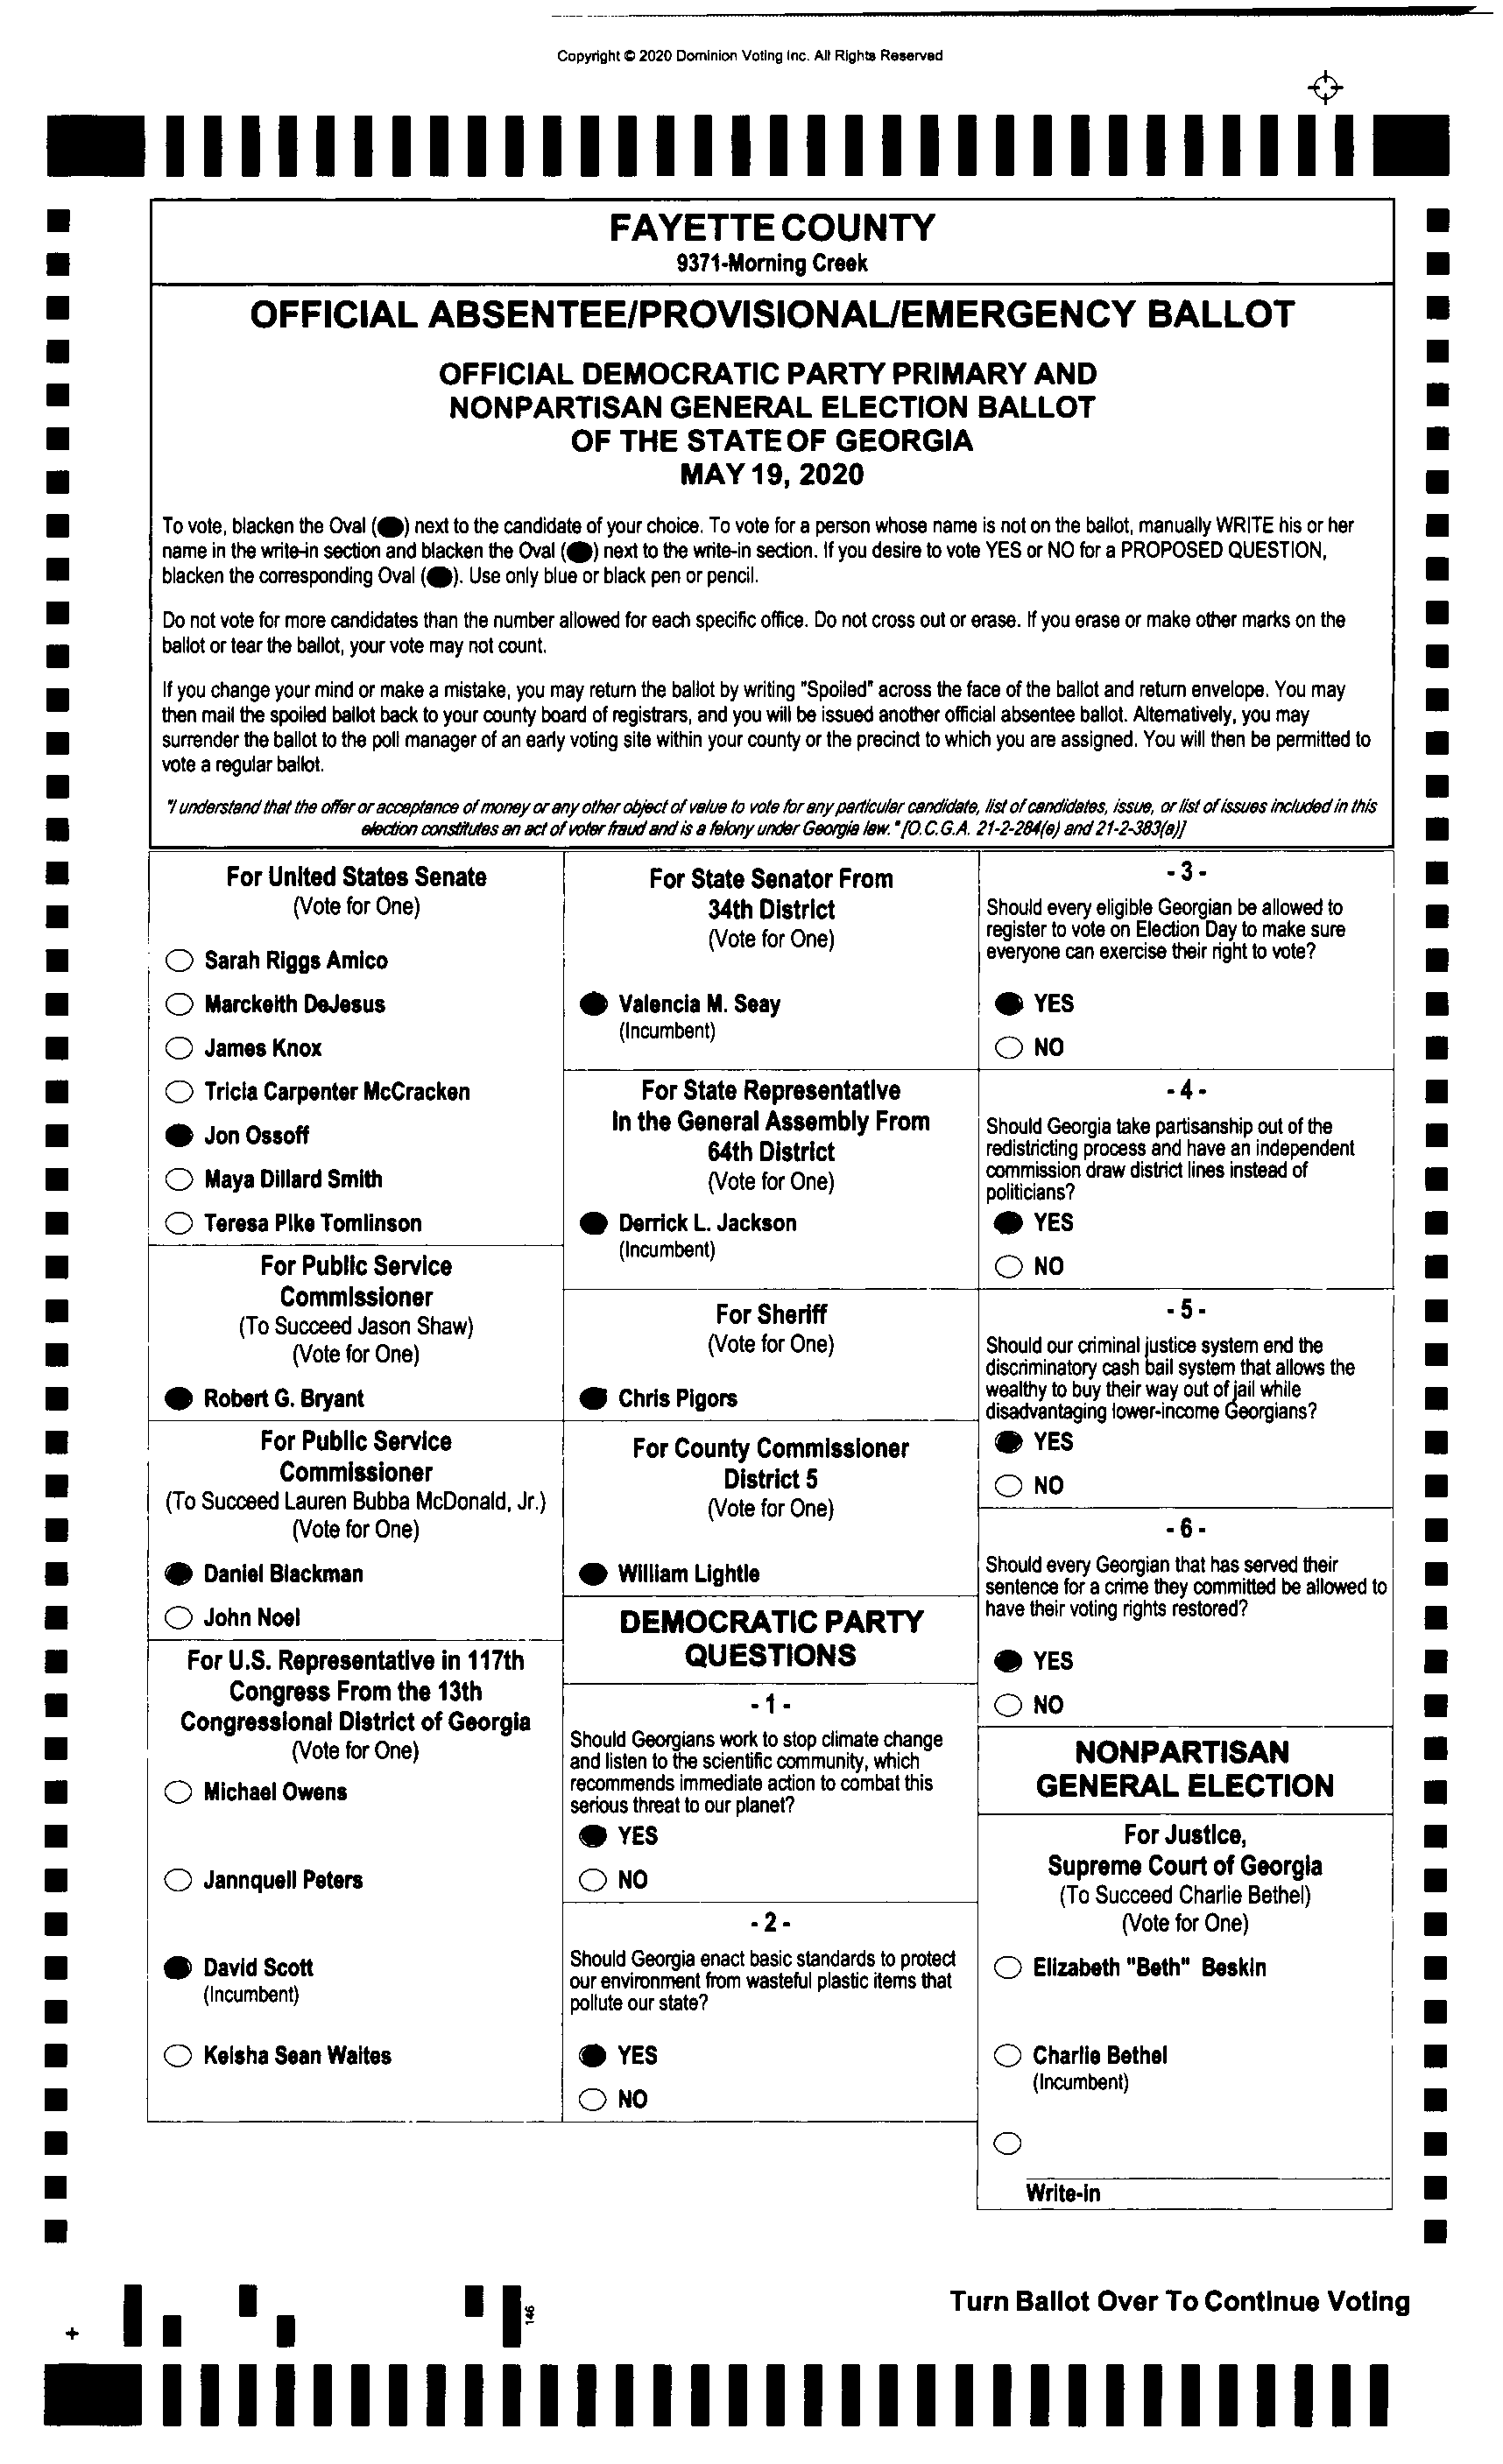 Copyright © 2020 Dominion Voting Inc. All Rights Reserved
FAYETTE COUNTY
9371-Morning Creek
OFFICIAL ABSENTEE/PROVISIONAL/EMERGENCY BALLOT
OFFICIAL DEMOCRATIC PARTY PRIMARY AND
NONPARTISAN GENERAL ELECTION BALLOT
OF THE STATE OF GEORGIA
MAY 19, 2020
To vote, blacken the Oval ( ) next to the candidate of your choice. To vote for a person whose name is not on the ballot, manually WRITE his or her
name in the write-in section and blacken the Oval ( ) next to the write-in section. If you desire to vote YES or NO for a PROPOSED QUESTION,
blacken the corresponding Oval ( ). Use only blue or black pen or pencil.
Do not vote for more candidates than the number allowed for each specific office. Do not cross out or erase. If you erase or make other marks on the
ballot or tear the ballot, your vote may not count.
If you change your mind or make a mistake, you may return the ballot by writing "Spoiled" across the face of the ballot and return envelope. You may
then mail the spoiled ballot back to your county board of registrars, and you will be issued another official absentee ballot. Alternatively, you may
surrender the ballot to the poll manager of an early voting site within your county or the precinct to which you are assigned. You will then be permitted to
vote a regular ballot.
"I understand that the offer or acceptance of money or any other object of value to vote for any particular candidate, list of candidates, issue, or list of issues included in this
election constitutes an act of voter fraud and is a felony under Georgia law." [O.C.G.A. 21-2-284(e) and 21-2-383(a)]
For United States Senate
(Vote for One)
Sarah Riggs Amico
Marckeith DeJesus
James Knox
Tricia Carpenter McCracken
Jon Ossoff
Maya Dillard Smith
Teresa Pike Tomlinson
For Public Service
Commissioner
(To Succeed Jason Shaw)
(Vote for One)
Robert G. Bryant
For Public Service
Commissioner
(To Succeed Lauren Bubba McDonald, Jr.)
(Vote for One)
Daniel Blackman
John Noel
For U.S. Representative in 117th
Congress From the 13th
Congressional District of Georgia
(Vote for One)
Michael Owens
Jannquell Peters
David Scott
(Incumbent)
Keisha Sean Waites
For State Senator From
34th District
(Vote for One)
Valencia M. Seay
(Incumbent)
For State Representative
In the General Assembly From
64th District
(Vote for One)
Derrick L. Jackson
(Incumbent)
For Sheriff
(Vote for One)
Chris Pigors
For County Commissioner
District 5
(Vote for One)
William Lightle
DEMOCRATIC PARTY
QUESTIONS
- 1 -
Should Georgians work to stop climate change
and listen to the scientific community, which
recommends immediate action to combat this
serious threat to our planet?
YES
NO
- 2 -
Should Georgia enact basic standards to protect
our environment from wasteful plastic items that
pollute our state?
YES
NO
- 3 -
Should every eligible Georgian be allowed to
register to vote on Election Day to make sure
everyone can exercise their right to vote?
YES
NO
- 4 -
Should Georgia take partisanship out of the
redistricting process and have an independent
commission draw district lines instead of
politicians?
YES
NO
- 5 -
Should our criminal justice system end the
discriminatory cash bail system that allows the
wealthy to buy their way out of jail while
disadvantaging lower-income Georgians?
YES
NO
- 6 -
Should every Georgian that has served their
sentence for a crime they committed be allowed to
have their voting rights restored?
YES
NO
NONPARTISAN
GENERAL ELECTION
For Justice,
Supreme Court of Georgia
(To Succeed Charlie Bethel)
(Vote for One)
Elizabeth "Beth" Beskin
Charlie Bethel
(Incumbent)
Write-in
Turn Ballot Over To Continue Voting
146